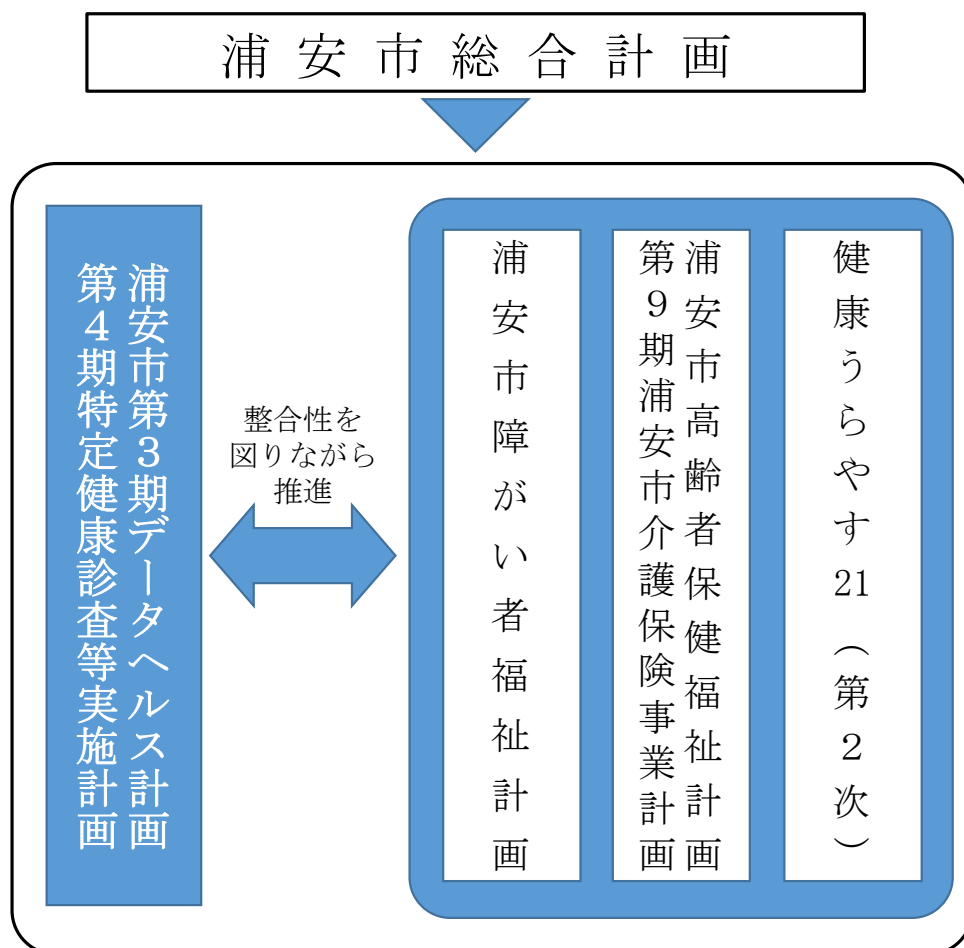 浦安市総合計画
浦安市第３期データヘルス計画
第４期特定健康診査等実施計画
整合性を
図りながら
推進
健康うらやす21（第２次）
浦安市高齢者保健福祉計画
第９期浦安市介護保険事業計画
浦安市障がい者福祉計画